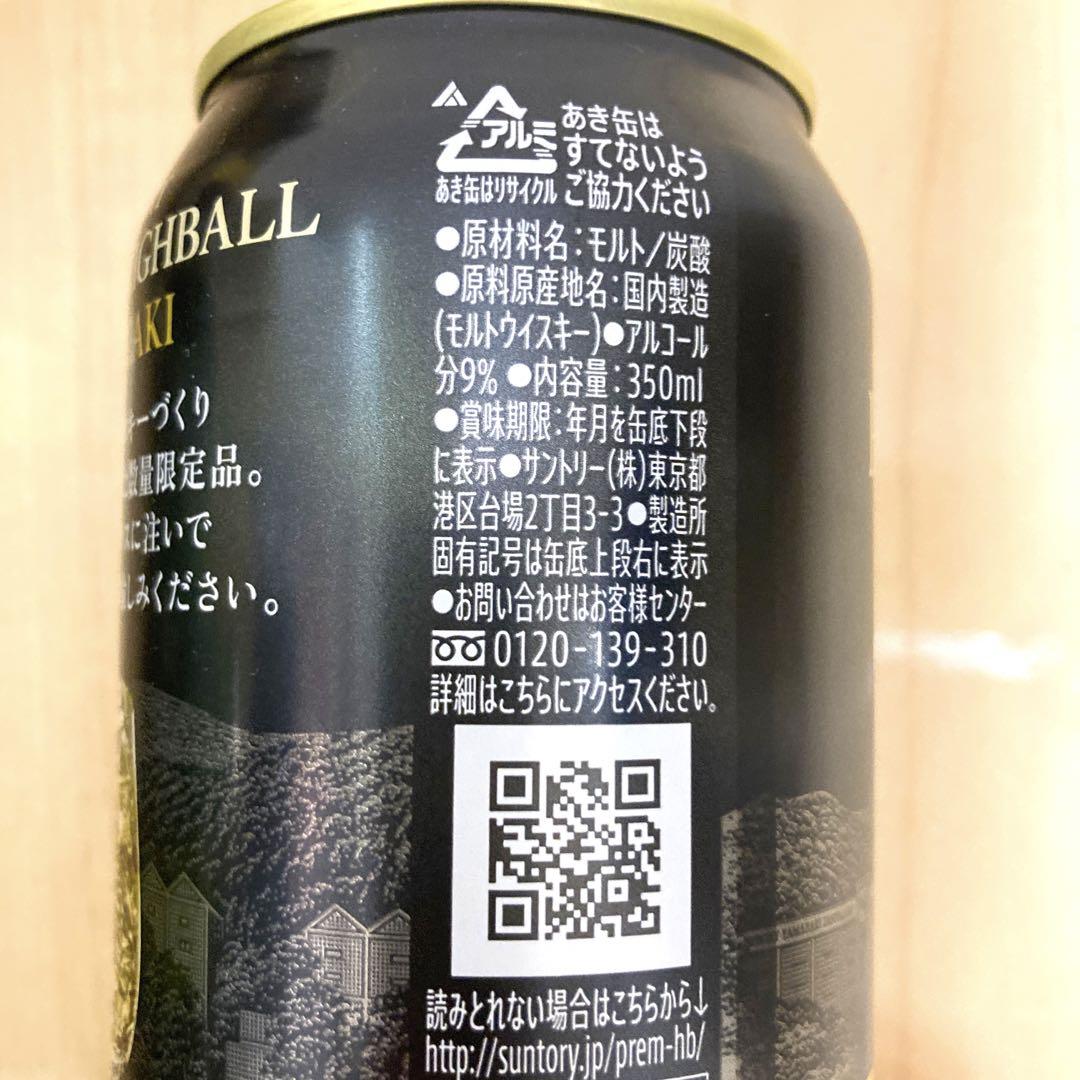 GHBALL
AKI
ーづくり
数量限定品。
に注いで
しみください。
アルミ
あき缶はリサイクル
あき缶は
すてないよう
ご協力ください
●原材料名:モルト/炭酸
●原料原産地名:国内製造
(モルトウイスキー)●アルコール
分9% ●内容量:350ml
●賞味期限:年月を缶底下段
に表示●サントリー(株)東京都
港区台場2丁目3-3●製造所
固有記号は缶底上段右に表示
●お問い合わせはお客様センター
0120-139-310
詳細はこちらにアクセスください。
読みとれない場合はこちらから↓
http://suntory.jp/prem-hb/